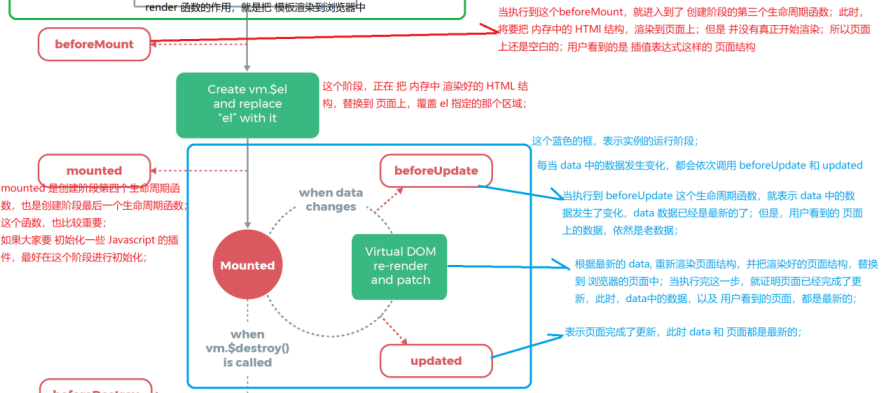 render 函数的作用，就是把 模板渲染到浏览器中
当执行到这个beforeMount，就进入到了 创建阶段的第三个生命周期函数；此时，
将要把 内存中的 HTMl 结构，渲染到页面上；但是 并没有真正开始渲染；所以页面
上还是空白的；用户看到的是 插值表达式这样的 页面结构
beforeMount
Create vm.$el
and replace
"el" with it
这个阶段，正在 把 内存中 渲染好的 HTML 结
构，替换到 页面上，覆盖 el 指定的那个区域；
这个蓝色的框，表示实例的运行阶段；
每当 data 中的数据发生变化，都会依次调用 beforeUpdate 和 updated
mounted
beforeUpdate
mounted 是创建阶段第四个生命周期函
数，也是创建阶段最后一个生命周期函数；
这个函数，也比较重要；
如果大家要 初始化一些 Javascript 的插
件，最好在这个阶段进行初始化；
when data
changes
当执行到 beforeUpdate 这个生命周期函数，就表示 data 中的数
据发生了变化，data 数据已经是最新的了；但是，用户看到的 页面
上的数据，依然是老数据；
Mounted
Virtual DOM
re-render
and patch
根据最新的 data, 重新渲染页面结构，并把渲染好的页面结构，替换
到 浏览器的页面中；当执行完这一步，就证明页面已经完成了更
新，此时，data中的数据，以及 用户看到的页面，都是最新的；
when
vm.$destroy()
is called
updated
表示页面完成了更新，此时 data 和 页面都是最新的；
beforeDestroy